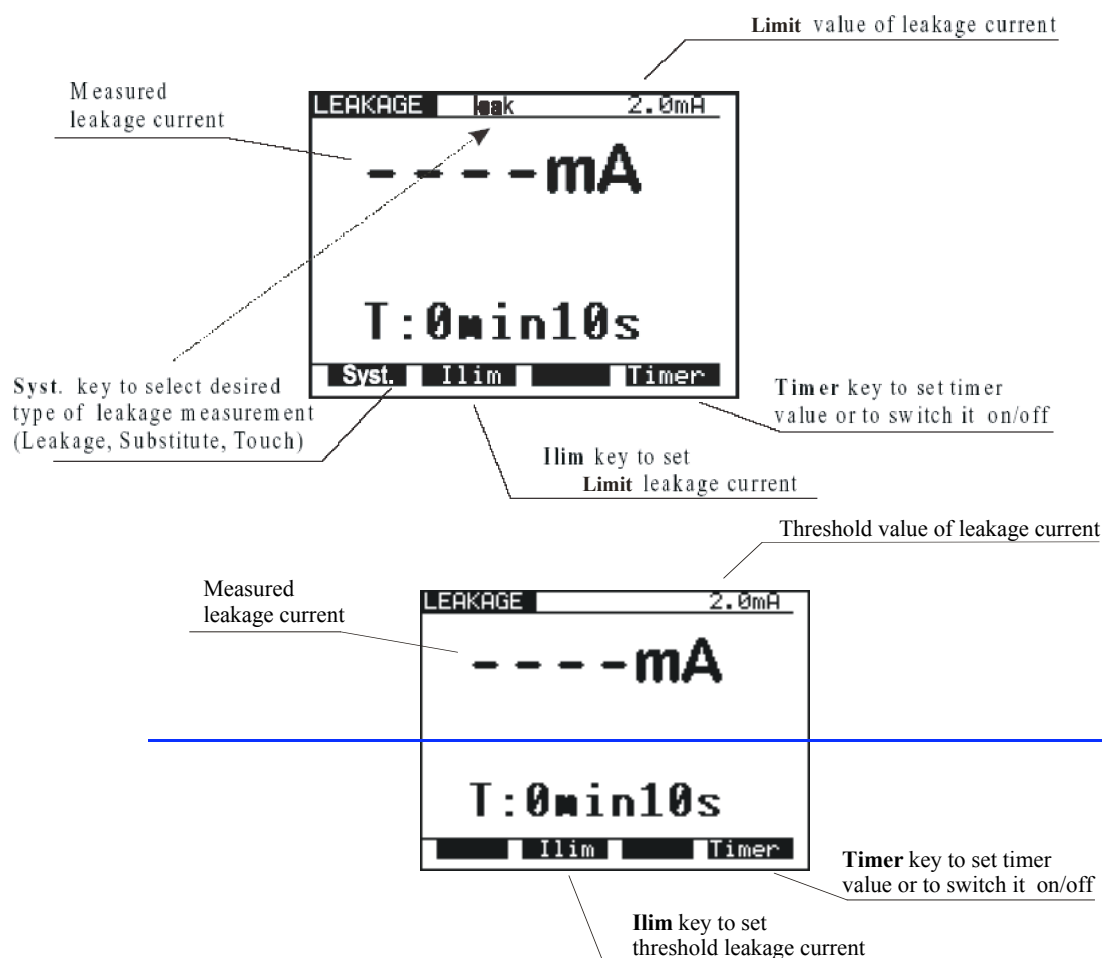 Limit value of leakage current
Measured
leakage current
LEAKAGE leak 2.0mA
----mA
T:0min10s
Syst. Ilim Timer
Syst. key to select desired
type of leakage measurement
(Leakage, Substitute, Touch)
Timer key to set timer
value or to switch it on/off
Ilim key to set
Limit leakage current
Threshold value of leakage current
Measured
leakage current
LEAKAGE 2.0mA
----mA
T:0min10s
Ilim Timer
Timer key to set timer
value or to switch it on/off
Ilim key to set
threshold leakage current